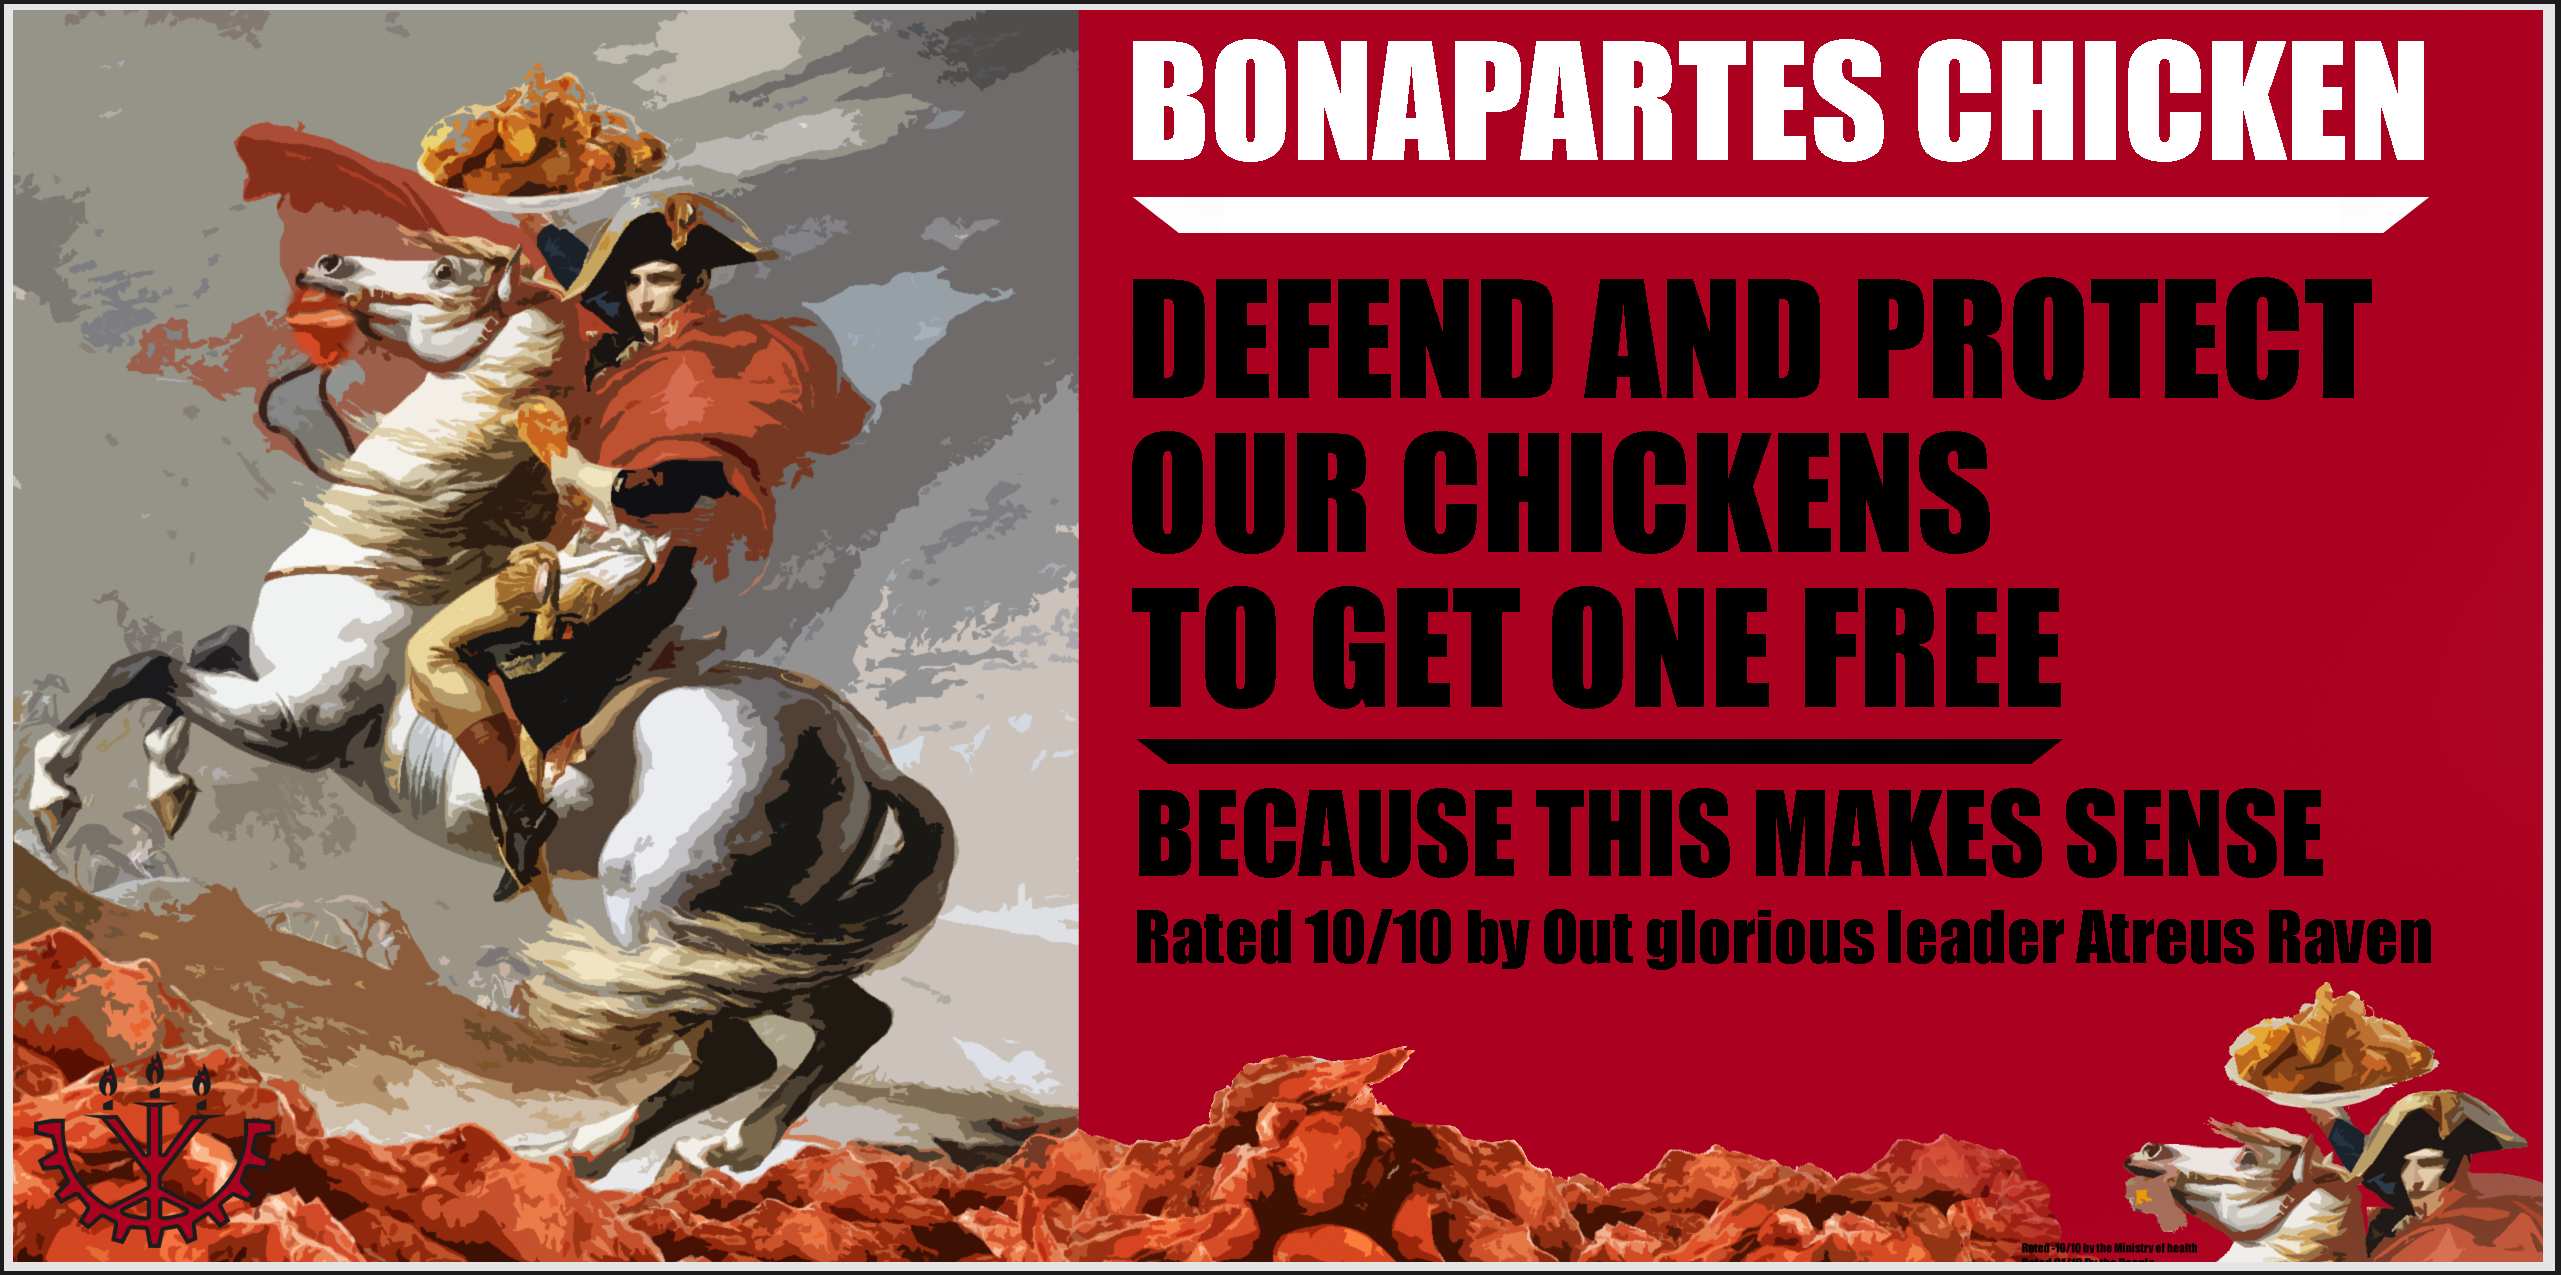 BONAPARTES CHICKEN
DEFEND AND PROTECT
OUR CHICKENS
TO GET ONE FREE
BECAUSE THIS MAKES SENSE
Rated 10/10 by Out glorious leader Atreus Raven
Rated -10/10 by the Ministry of health